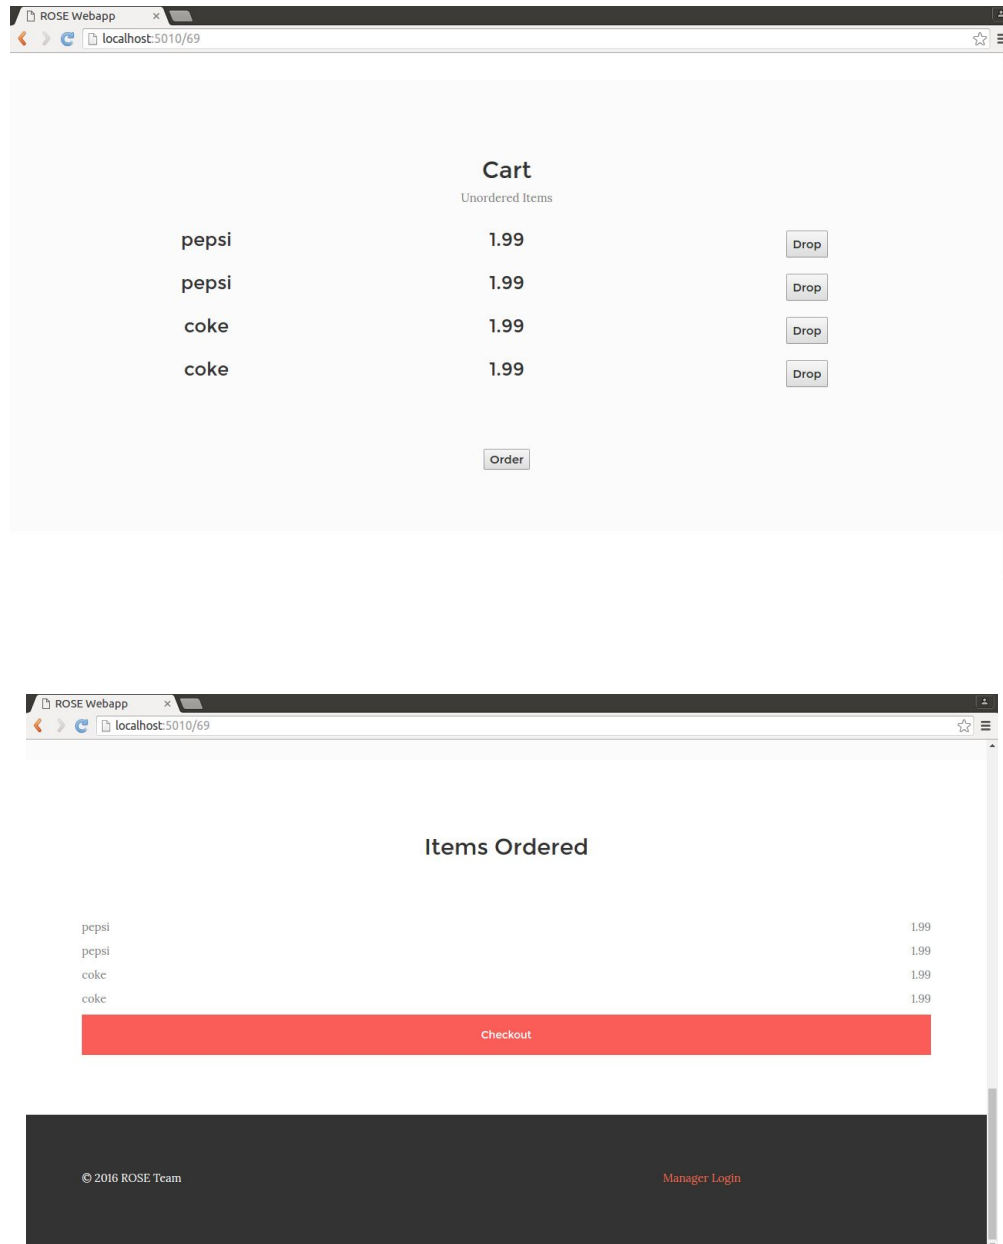 ROSE Webapp
localhost:5010/69
Cart
Unordered Items
pepsi 1.99 Drop
pepsi 1.99 Drop
coke 1.99 Drop
coke 1.99 Drop
Order
ROSE Webapp
localhost:5010/69
Items Ordered
pepsi 1.99
pepsi 1.99
coke 1.99
coke 1.99
Checkout
© 2016 ROSE Team Manager Login